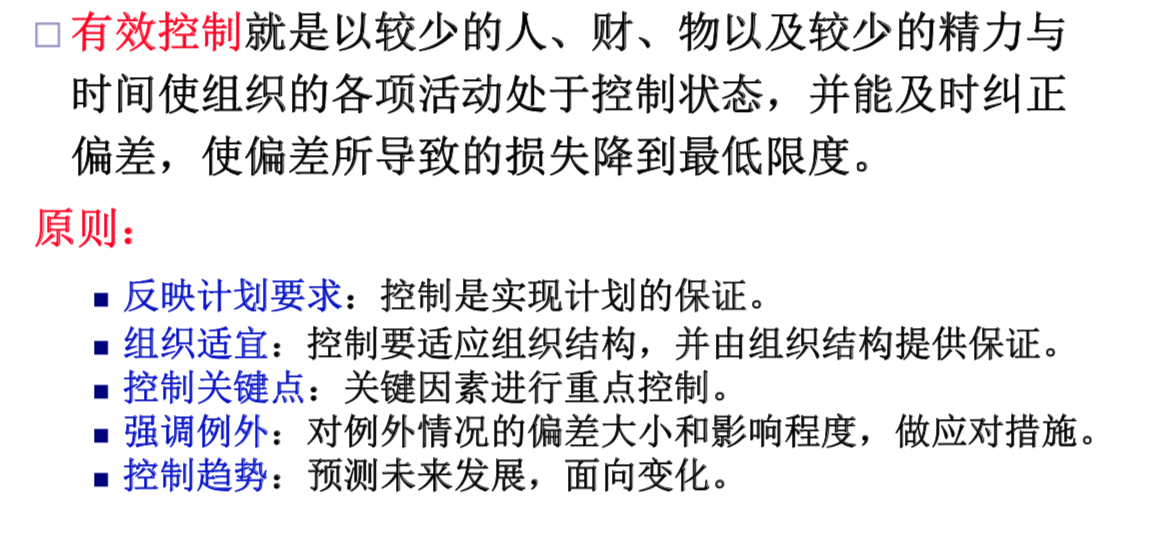 有效控制就是以较少的人、财、物以及较少的精力与
时间使组织的各项活动处于控制状态，并能及时纠正
偏差，使偏差所导致的损失降到最低限度。
原则：
反映计划要求：控制是实现计划的保证。
组织适宜：控制要适应组织结构，并由组织结构提供保证。
控制关键点：关键因素进行重点控制。
强调例外：对例外情况的偏差大小和影响程度，做应对措施。
控制趋势：预测未来发展，面向变化。